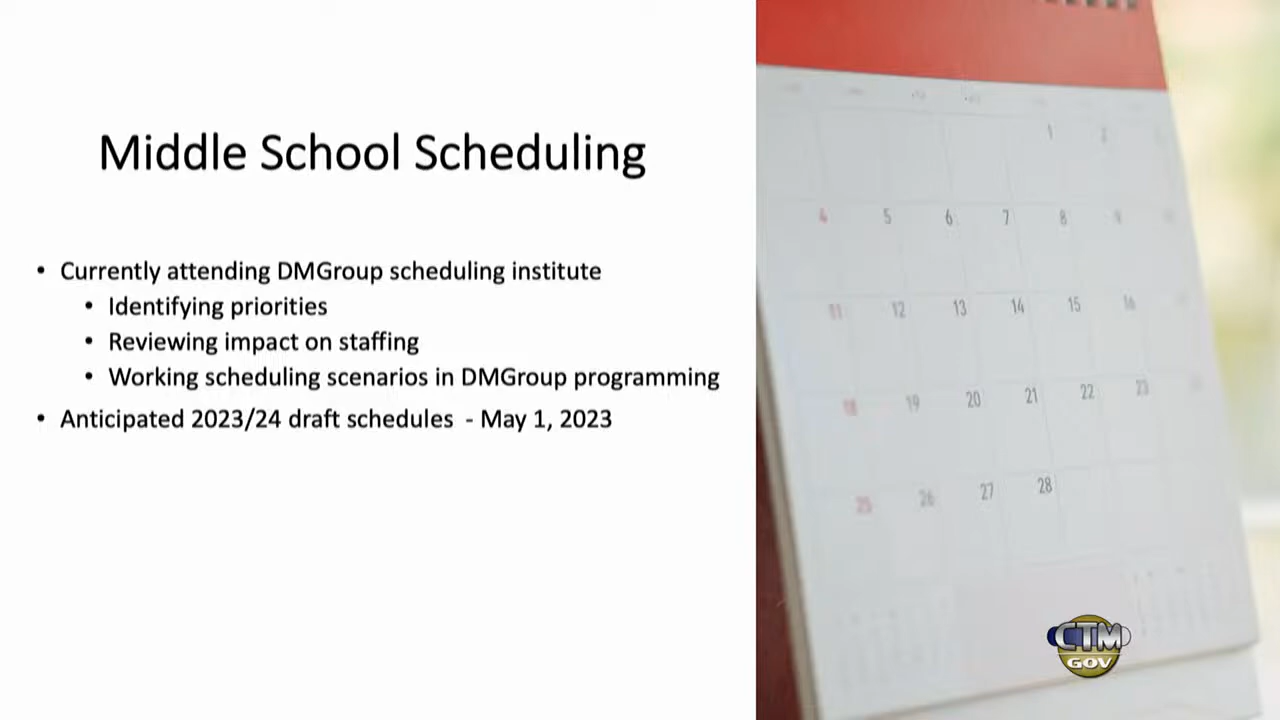 Middle School Scheduling
• Currently attending DMGroup scheduling institute
• Identifying priorities
• Reviewing impact on staffing
• Working scheduling scenarios in DMGroup programming
• Anticipated 2023/24 draft schedules - May 1, 2023
1 2
4 5 6 7 8 9
11 12 13 14 15 16
18 19 20 21 22 23
25 26 27 28
CTM
GOV